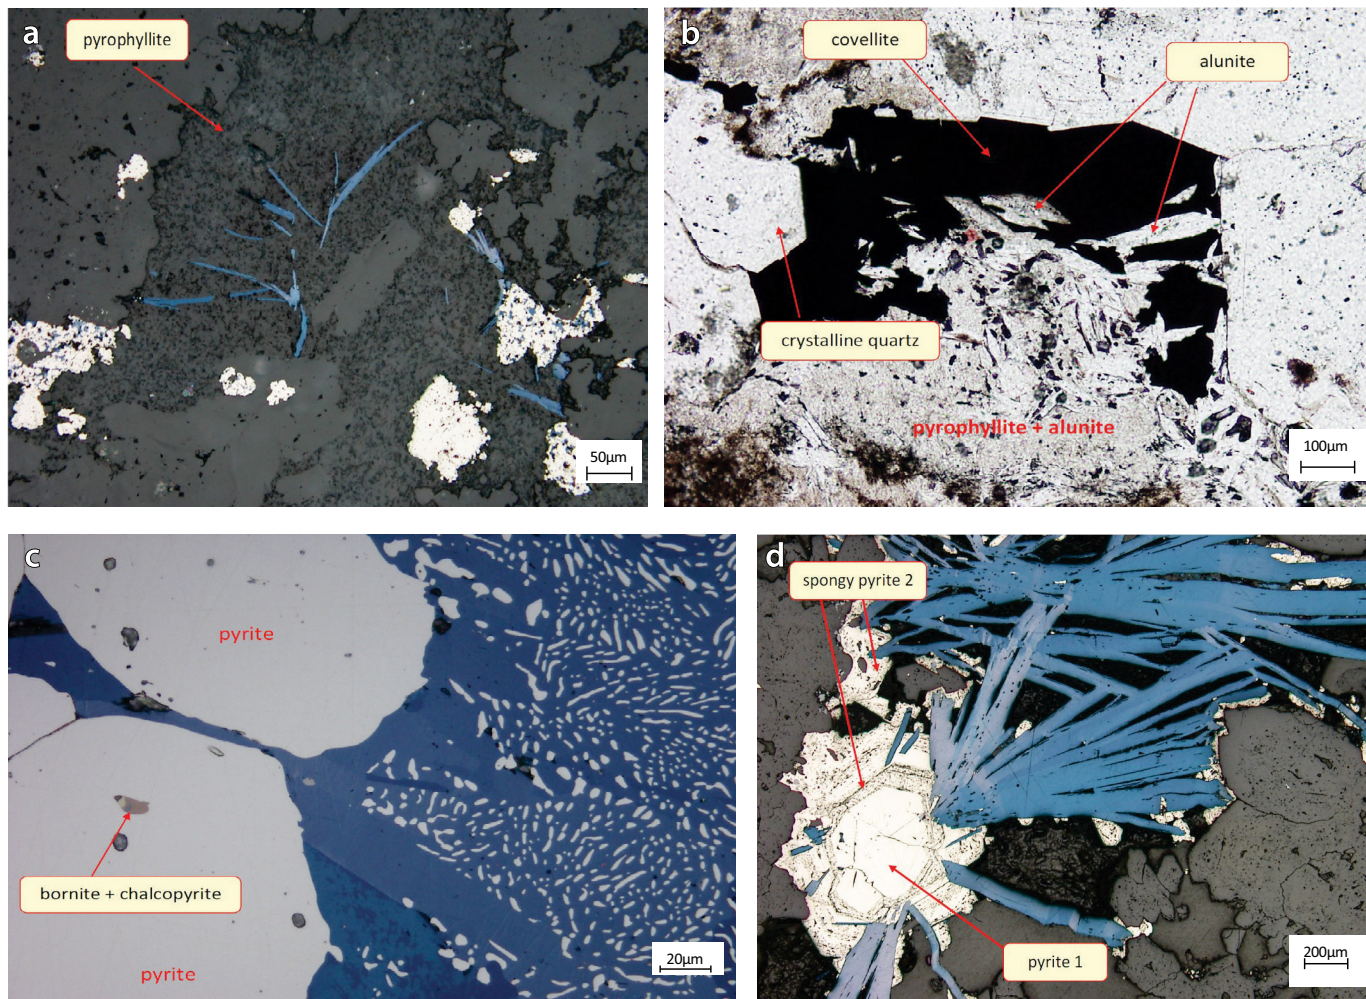 a
pyrophyllite
50µm
b
covellite
alunite
crystalline quartz
pyrophyllite + alunite
100µm
c
pyrite
bornite + chalcopyrite
pyrite
20µm
d
spongy pyrite 2
pyrite 1
200µm